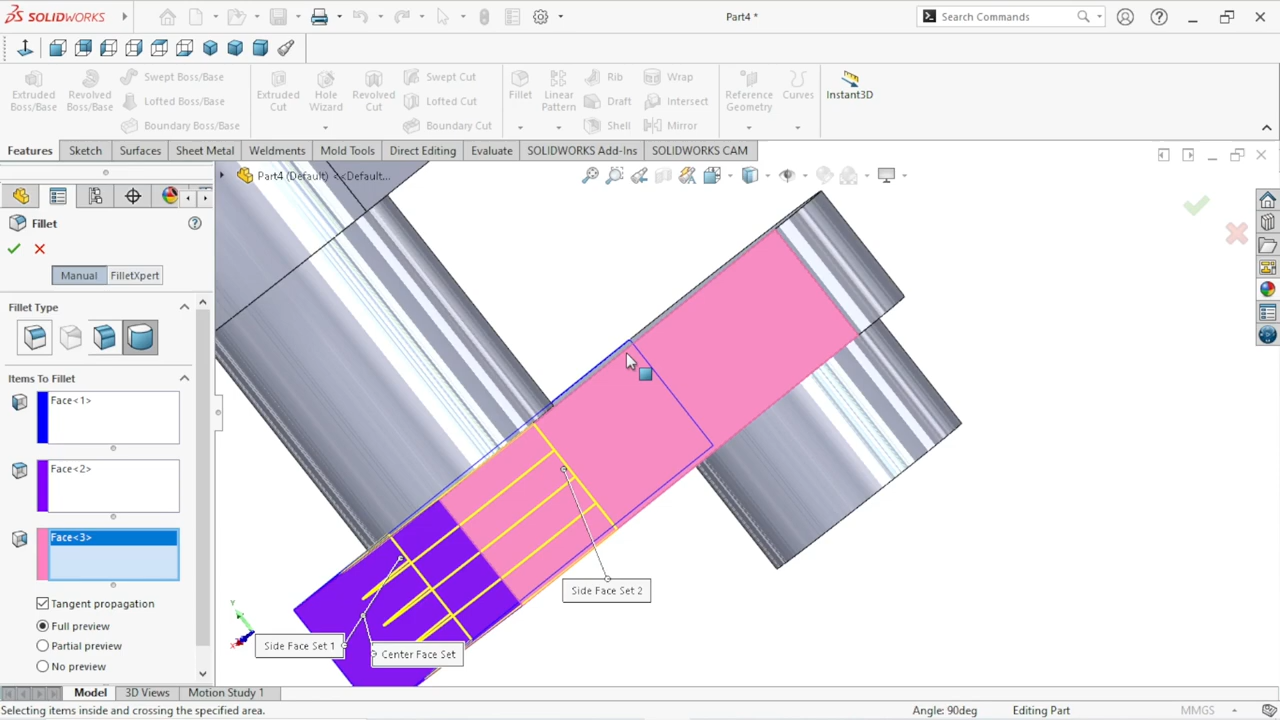 SOLIDWORKS
Part4 *
Search Commands
Extruded Boss/Base
Revolved Boss/Base
Swept Boss/Base
Lofted Boss/Base
Boundary Boss/Base
Extruded Cut
Hole Wizard
Revolved Cut
Swept Cut
Lofted Cut
Boundary Cut
Fillet
Linear Pattern
Rib
Draft
Shell
Wrap
Intersect
Mirror
Reference Geometry
Curves
Instant3D
Features
Sketch
Surfaces
Sheet Metal
Weldments
Mold Tools
Direct Editing
Evaluate
SOLIDWORKS Add-Ins
SOLIDWORKS CAM
Part4 (Default) <<Default...
Fillet
Manual
FilletXpert
Fillet Type
Items To Fillet
Face<1>
Face<2>
Face<3>
Tangent propagation
Full preview
Partial preview
No preview
Side Face Set 2
Side Face Set 1
Center Face Set
Y
X
Model
3D Views
Motion Study 1
Selecting items inside and crossing the specified area.
Angle: 90deg
Editing Part
MMGS